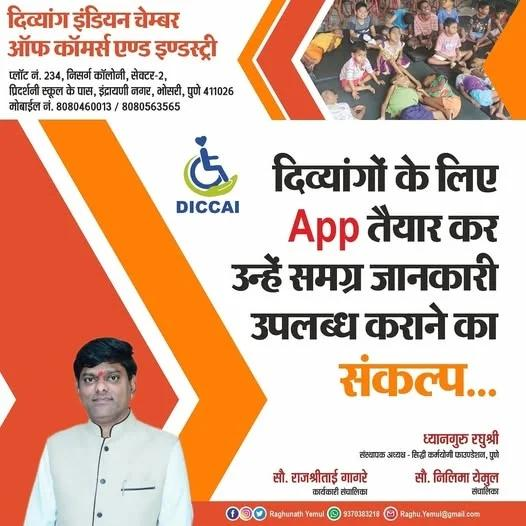 दिव्यांग इंडियन चेम्बर
ऑफ कॉमर्स एण्ड इण्डस्ट्री
प्लॉट नं. 234, निसर्ग कॉलोनी, सेक्टर-2,
प्रिदर्शनी स्कूल के पास, इंद्रायणी नगर, भोसरी, पुणे 411026
मोबाईल नं. 8080460013 / 8080563565
DICCAI
दिव्यांगों के लिए
App तैयार कर
उन्हें समग्र जानकारी
उपलब्ध कराने का
संकल्प...
ध्यानगुरु रघुश्री
संस्थापक अध्यक्ष - सिद्धी कर्मयोगी फाउण्डेशन, पुणे
सौ. राजश्रीताई गागरे
कार्यकारी संचालिका
सौ. निलिमा येमुल
संचालिका
Raghunath Yemul
9370383218
Raghu.Yemul@gmail.com